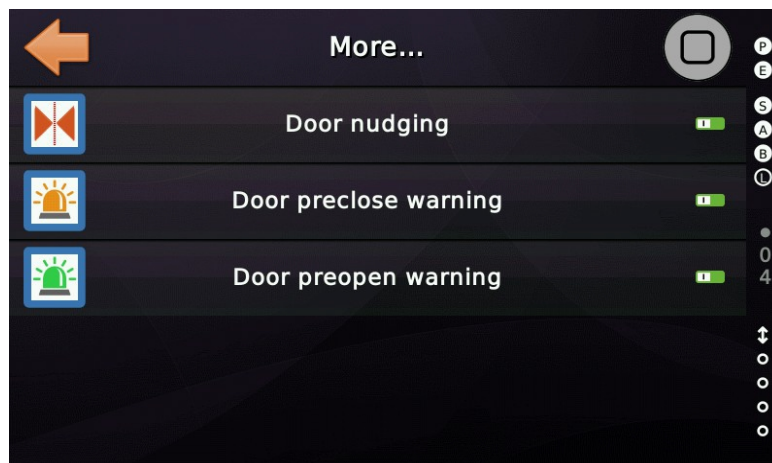 More...
Door nudging
Door preclose warning
Door preopen warning
P
E
S
A
B
L
0
4